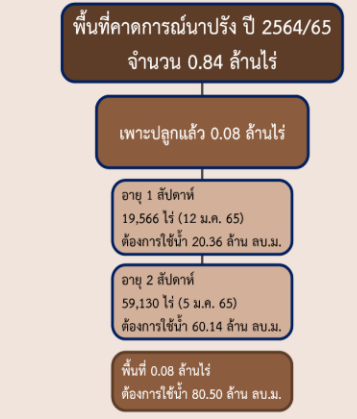 พื้นที่คาดการณ์นาปรัง ปี 2564/65
จำนวน 0.84 ล้านไร่
เพาะปลูกแล้ว 0.08 ล้านไร่
อายุ 1 สัปดาห์
19,566 ไร่ (12 ม.ค. 65)
ต้องการใช้น้ำ 20.36 ล้าน ลบ.ม.
อายุ 2 สัปดาห์
59,130 ไร่ (5 ม.ค. 65)
ต้องการใช้น้ำ 60.14 ล้าน ลบ.ม.
พื้นที่ 0.08 ล้านไร่
ต้องการใช้น้ำ 80.50 ล้าน ลบ.ม.